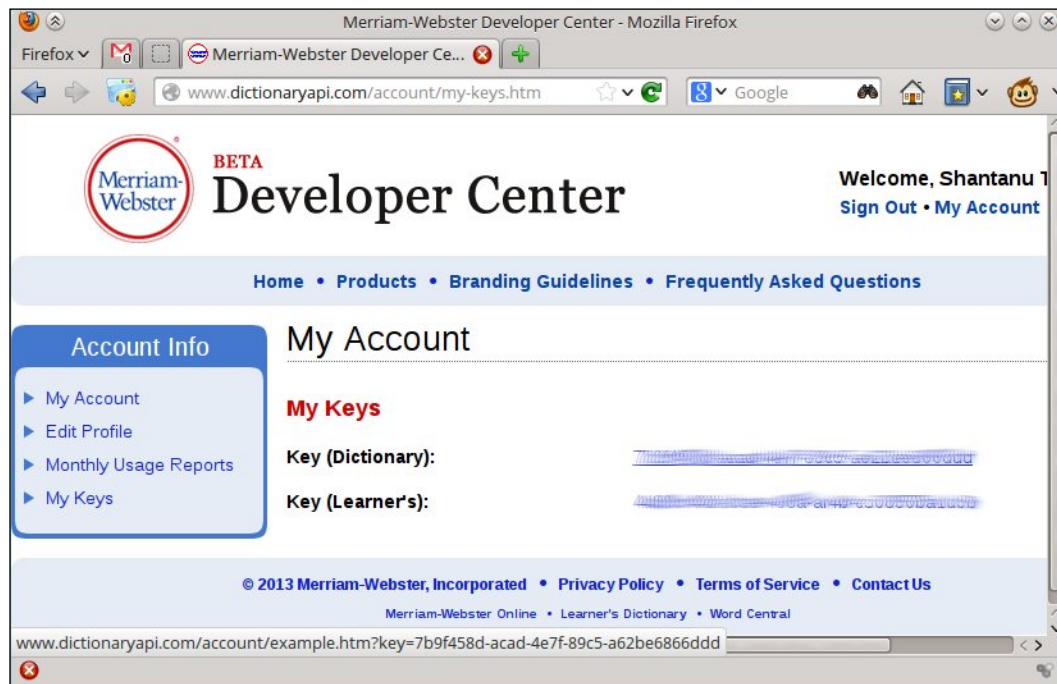 Merriam-Webster Developer Center - Mozilla Firefox
Firefox
0
Merriam-Webster Developer Ce...
www.dictionaryapi.com/account/my-keys.htm
8
Google
Merriam-
Webster
BETA
Developer Center
Welcome, Shantanu
Sign Out • My Account
Home • Products • Branding Guidelines • Frequently Asked Questions
Account Info
My Account
Edit Profile
Monthly Usage Reports
My Keys
My Account
My Keys
Key (Dictionary):
Key (Learner's):
© 2013 Merriam-Webster, Incorporated • Privacy Policy • Terms of Service • Contact Us
Merriam-Webster Online • Learner's Dictionary • Word Central
www.dictionaryapi.com/account/example.htm?key=7b9f458d-acad-4e7f-89c5-a62be6866ddd